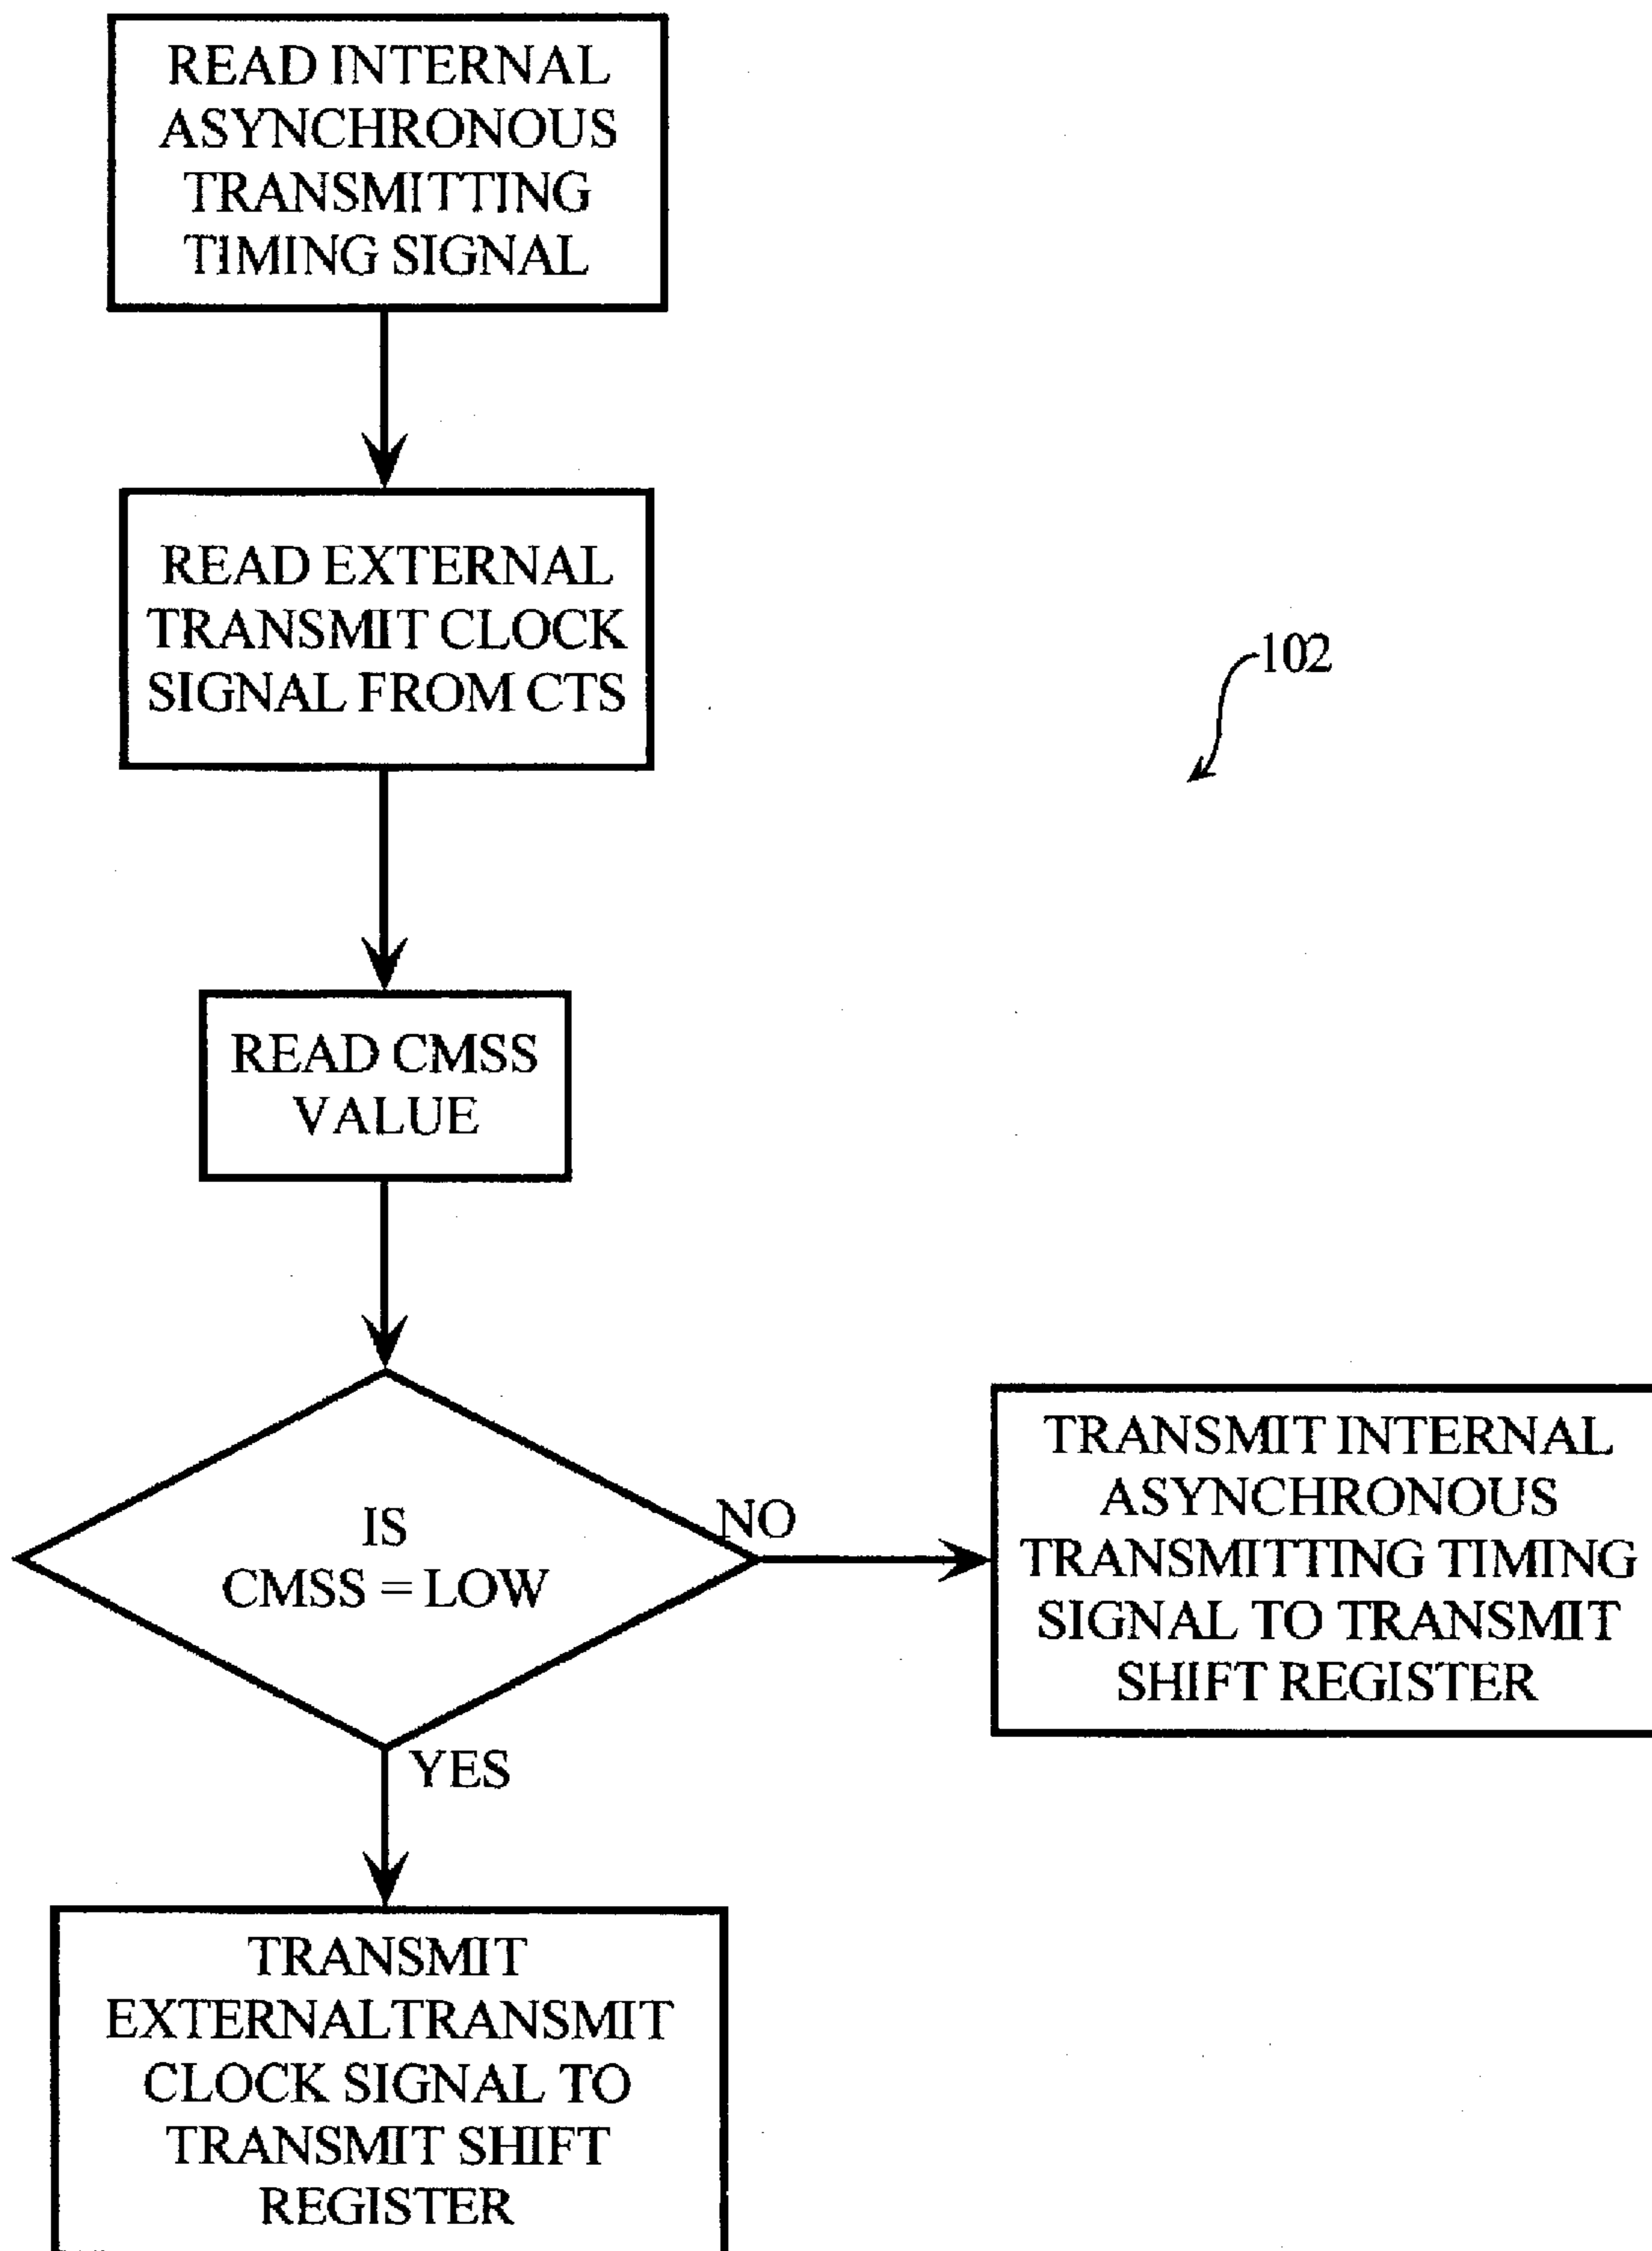 READ INTERNAL
ASYNCHRONOUS
TRANSMITTING
TIMING SIGNAL
READ EXTERNAL
TRANSMIT CLOCK
SIGNAL FROM CTS
102
READ CMSS
VALUE
IS
CMSS = LOW
NO
TRANSMIT INTERNAL
ASYNCHRONOUS
TRANSMITTING TIMING
SIGNAL TO TRANSMIT
SHIFT REGISTER
YES
TRANSMIT
EXTERNALTRANSMIT
CLOCK SIGNAL TO
TRANSMIT SHIFT
REGISTER